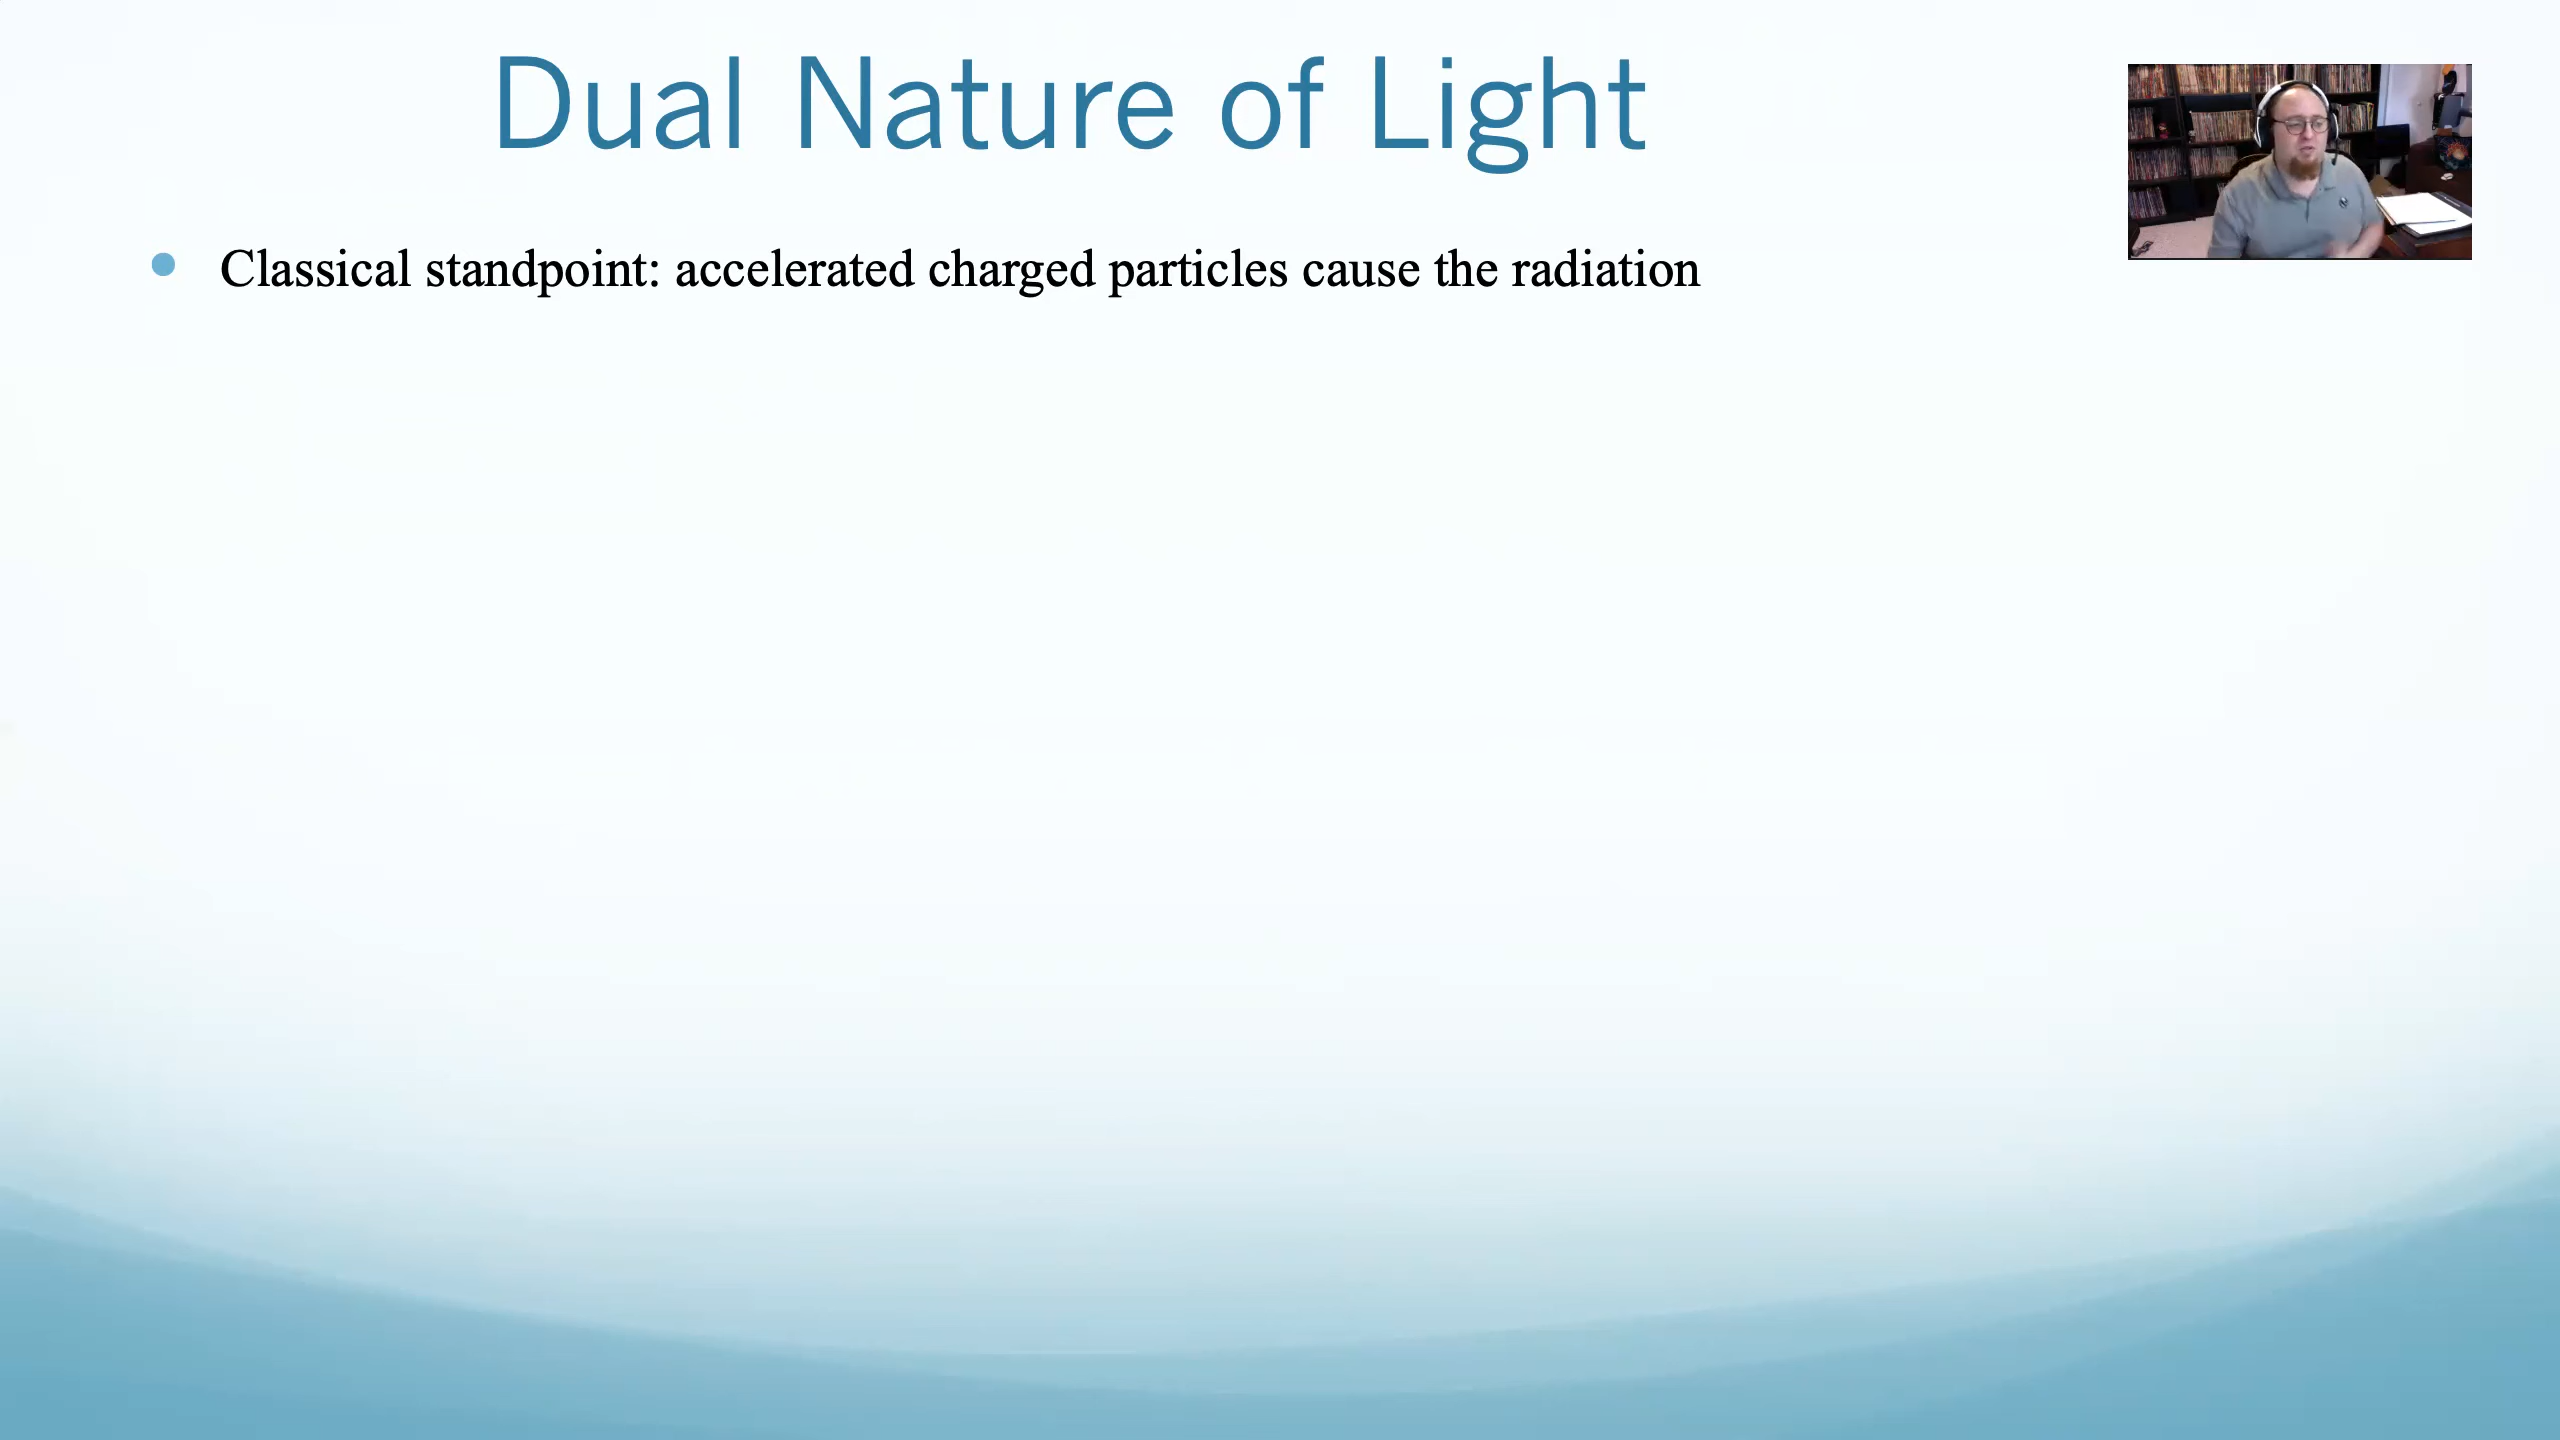 Dual Nature of Light
Classical standpoint: accelerated charged particles cause the radiation